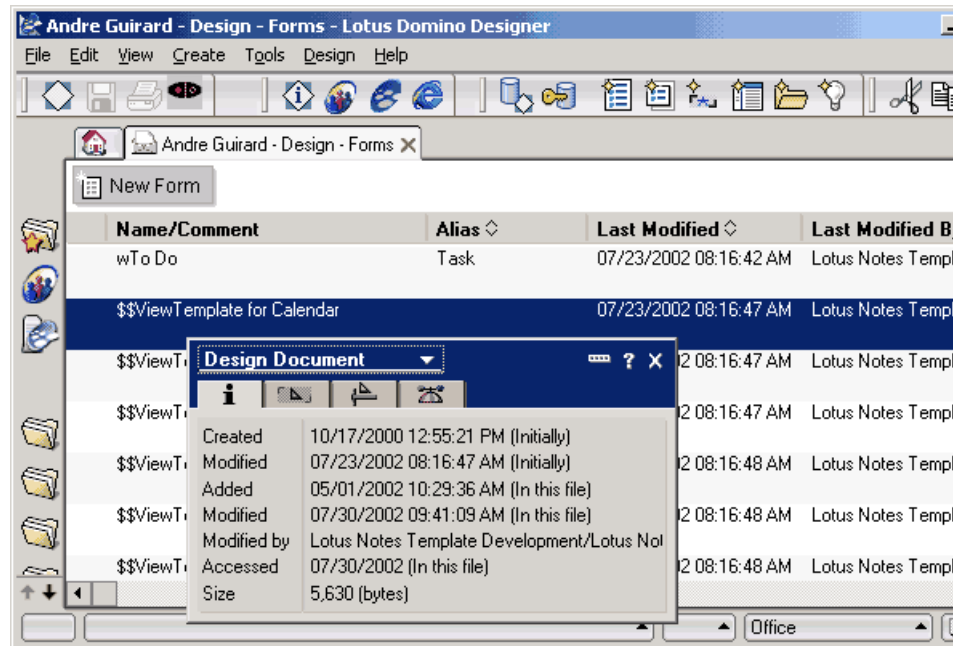 Andre Guirard - Design - Forms - Lotus Domino Designer
File Edit View Create Tools Design Help
Andre Guirard - Design - Forms
New Form
Name/Comment Alias Last Modified Last Modified B
wTo Do Task 07/23/2002 08:16:42 AM Lotus Notes Templ
$$ViewTemplate for Calendar 07/23/2002 08:16:47 AM Lotus Notes Templ
$$ViewT 2 08:16:47 AM Lotus Notes Templ
$$ViewT 02 08:16:47 AM Lotus Notes Templ
$$ViewT 2 08:16:48 AM Lotus Notes Templ
$$ViewT 2 08:16:48 AM Lotus Notes Templ
$$ViewT 2 08:16:48 AM Lotus Notes Templ
Design Document ? X
i
Created 10/17/2000 12:55:21 PM (Initially)
Modified 07/23/2002 08:16:47 AM (Initially)
Added 05/01/2002 10:29:36 AM (In this file)
Modified 07/30/2002 09:41:09 AM (In this file)
Modified by Lotus Notes Template Development/Lotus Not
Accessed 07/30/2002 (In this file)
Size 5,630 (bytes)
Office